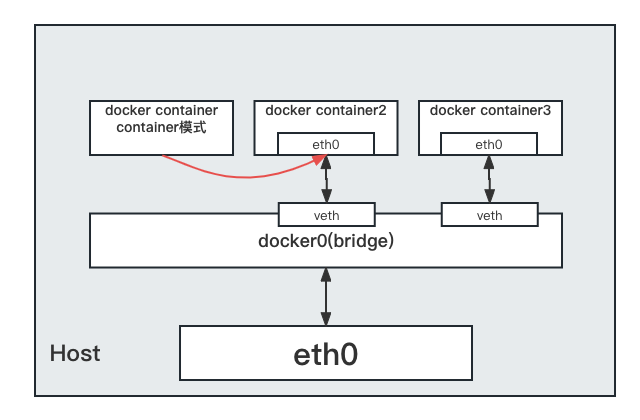 docker container
container模式
docker container2
eth0
docker container3
eth0
veth
veth
docker0(bridge)
Host
eth0